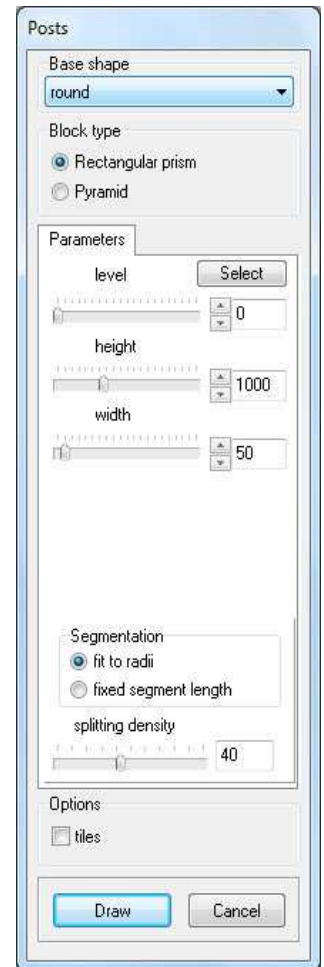 Posts
Base shape
round
Block type
Rectangular prism
Pyramid
Parameters
level Select
0
height
1000
width
50
Segmentation
fit to radii
fixed segment length
splitting density
40
Options
tiles
Draw Cancel